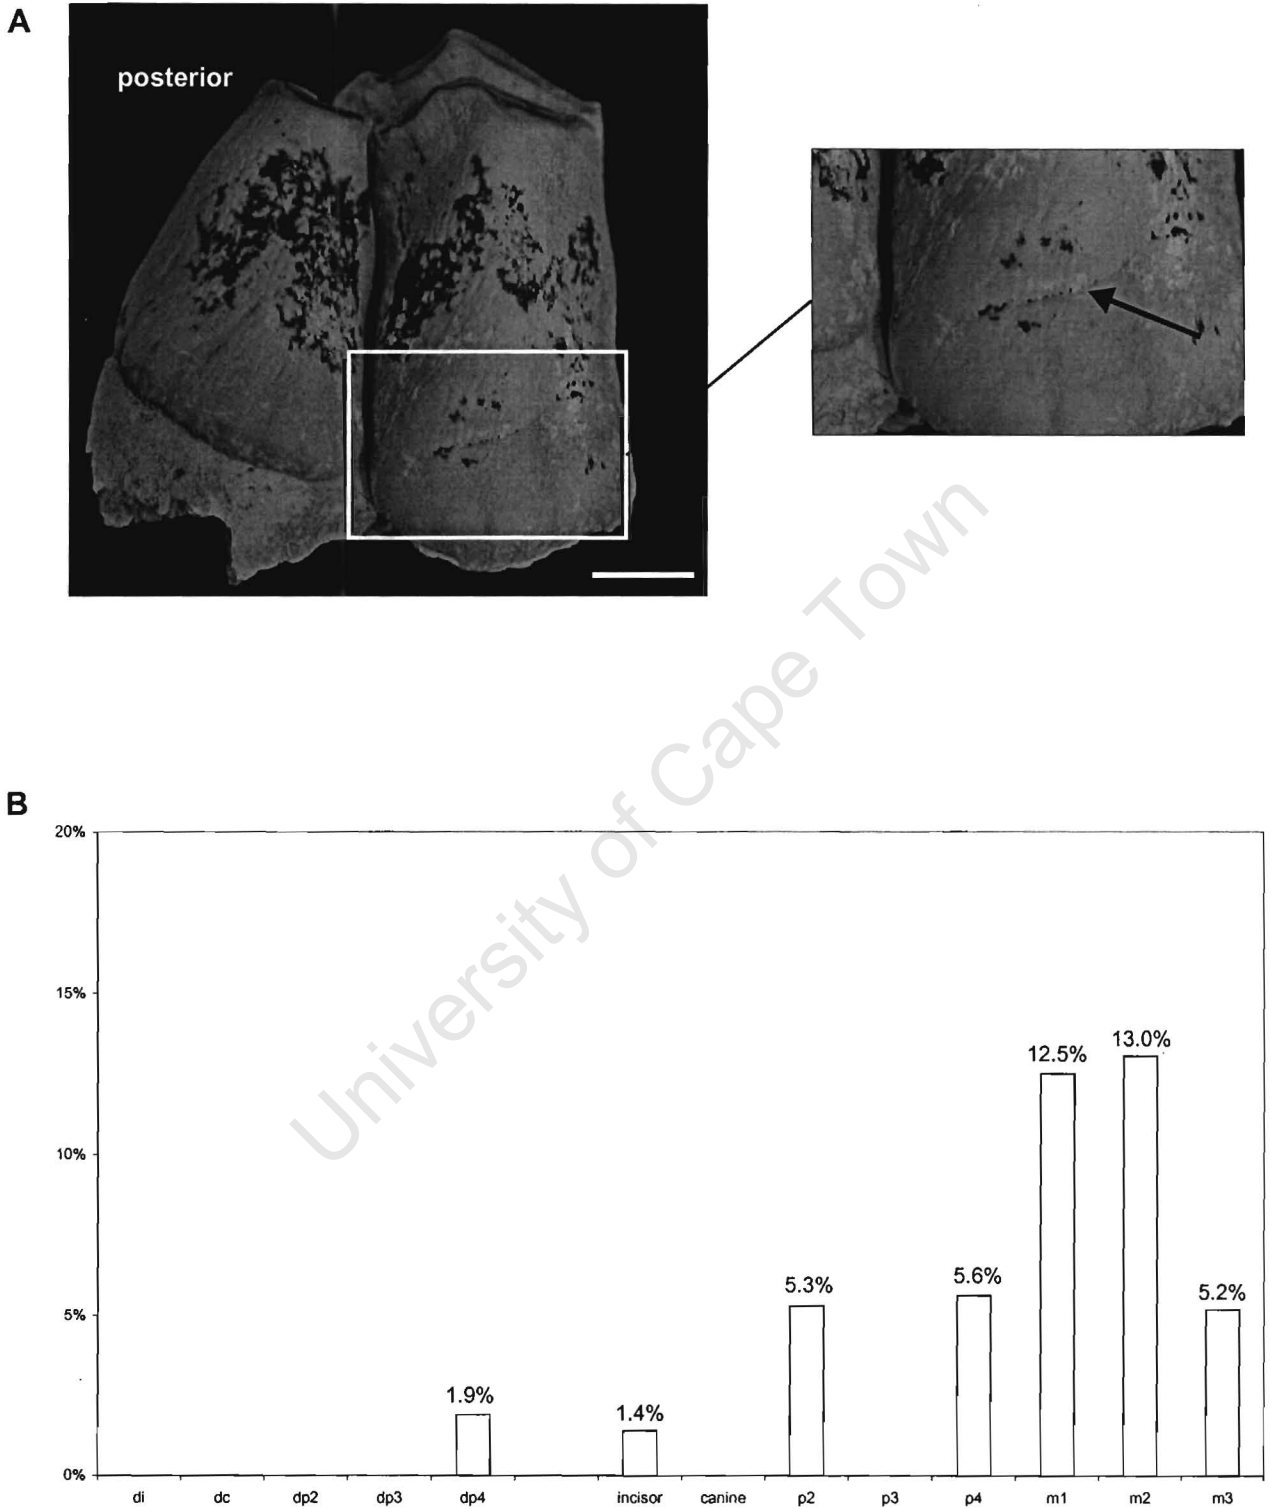 A
posterior
University of Cape Town
B
20%
15%
10%
5%
0%
1.9%
1.4%
5.3%
5.6%
12.5%
13.0%
5.2%
di dc dp2 dp3 dp4 incisor canine p2 p3 p4 m1 m2 m3